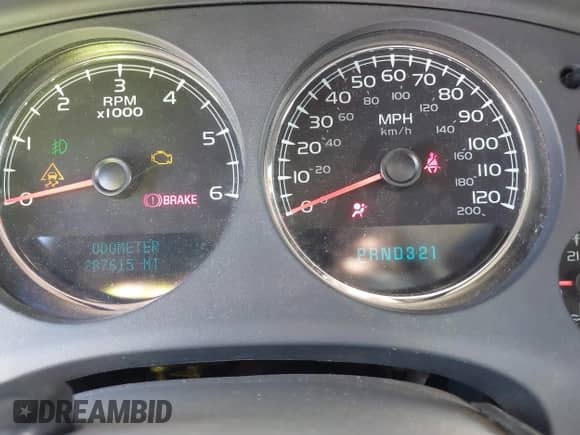 0 1 2 3 4 5 6
RPM
x1000
BRAKE
ODOMETER
287615 MI
0 10 20 30 40 50 60 70 80 90 100 110 120
0 20 40 60 80 100 120 140 160 180 200
MPH
km/h
PRND321
DREAMBID